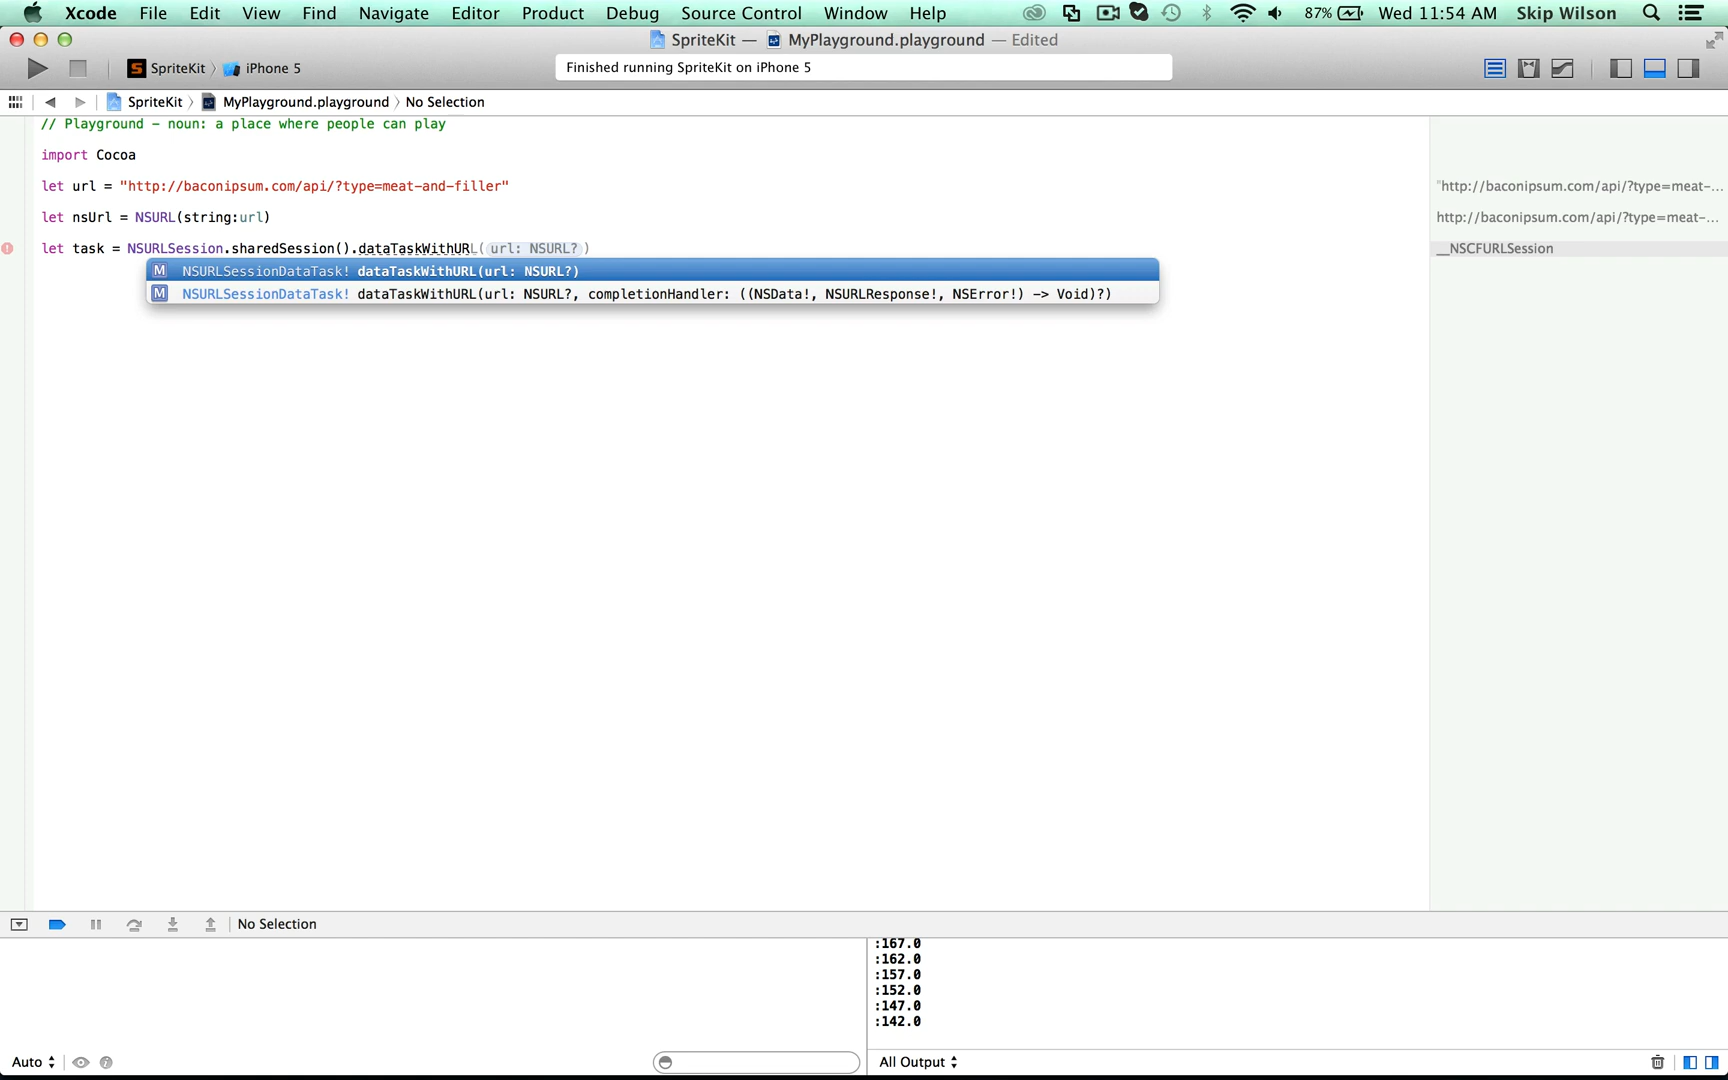 Xcode File Edit View Find Navigate Editor Product Debug Source Control Window Help 87% Wed 11:54 AM Skip Wilson
SpriteKit — MyPlayground.playground — Edited
SpriteKit iPhone 5 Finished running SpriteKit on iPhone 5
SpriteKit MyPlayground.playground No Selection
// Playground - noun: a place where people can play
import Cocoa
let url = "http://baconipsum.com/api/?type=meat-and-filler" "http://baconipsum.com/api/?type=meat-...
let nsUrl = NSURL(string:url) http://baconipsum.com/api/?type=meat-...
let task = NSURLSession.sharedSession().dataTaskWithURL(url: NSURL?) __NSCFURLSession
M NSURLSessionDataTask! dataTaskWithURL(url: NSURL?)
M NSURLSessionDataTask! dataTaskWithURL(url: NSURL?, completionHandler: ((NSData!, NSURLResponse!, NSError!) -> Void)?)
No Selection
:167.0
:162.0
:157.0
:152.0
:147.0
:142.0
Auto All Output